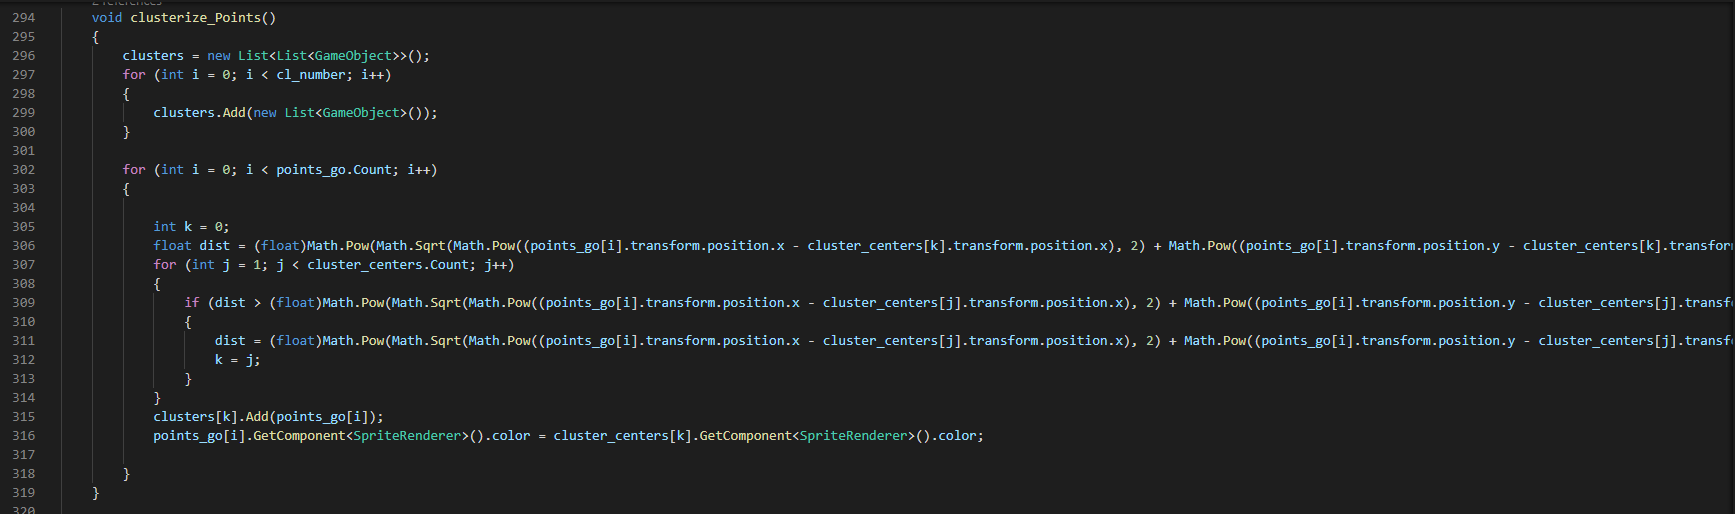 2 references
294 void clusterize_Points()
295 {
296 clusters = new List<List<GameObject>>();
297 for (int i = 0; i < cl_number; i++)
298 {
299 clusters.Add(new List<GameObject>());
300 }
301
302 for (int i = 0; i < points_go.Count; i++)
303 {
304
305 int k = 0;
306 float dist = (float)Math.Pow(Math.Sqrt(Math.Pow((points_go[i].transform.position.x - cluster_centers[k].transform.position.x), 2) + Math.Pow((points_go[i].transform.position.y - cluster_centers[k].transfor
307 for (int j = 1; j < cluster_centers.Count; j++)
308 {
309 if (dist > (float)Math.Pow(Math.Sqrt(Math.Pow((points_go[i].transform.position.x - cluster_centers[j].transform.position.x), 2) + Math.Pow((points_go[i].transform.position.y - cluster_centers[j].transf
310 {
311 dist = (float)Math.Pow(Math.Sqrt(Math.Pow((points_go[i].transform.position.x - cluster_centers[j].transform.position.x), 2) + Math.Pow((points_go[i].transform.position.y - cluster_centers[j].transf
312 k = j;
313 }
314 }
315 clusters[k].Add(points_go[i]);
316 points_go[i].GetComponent<SpriteRenderer>().color = cluster_centers[k].GetComponent<SpriteRenderer>().color;
317
318 }
319 }
320